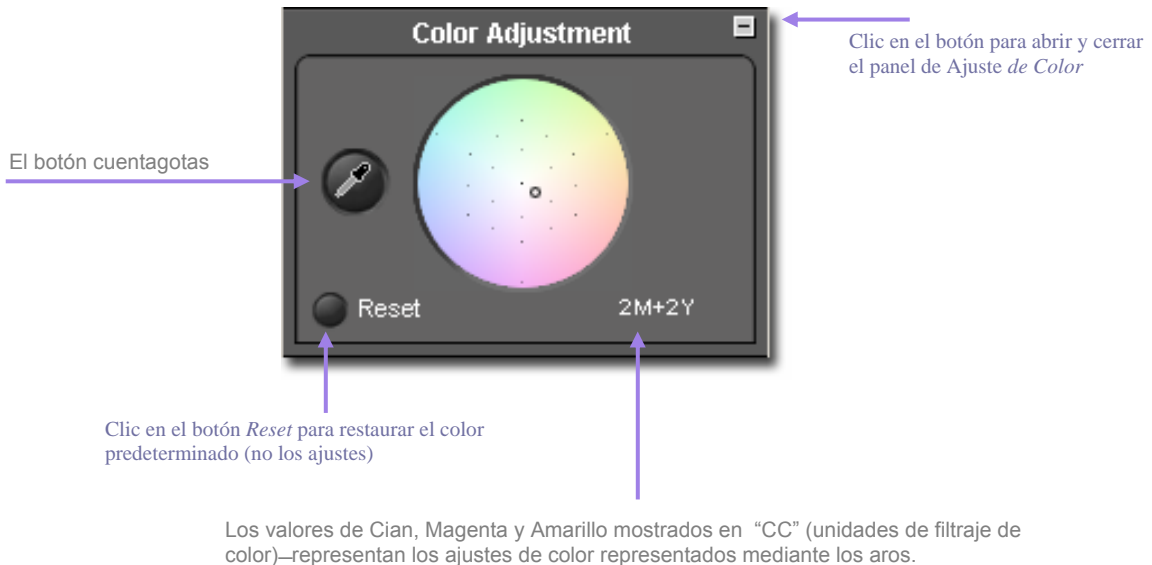 Color Adjustment
Clic en el botón para abrir y cerrar
el panel de Ajuste de Color
El botón cuentagotas
Reset
2M+2Y
Clic en el botón Reset para restaurar el color
predeterminado (no los ajustes)
Los valores de Cian, Magenta y Amarillo mostrados en “CC” (unidades de filtraje de
color)—representan los ajustes de color representados mediante los aros.